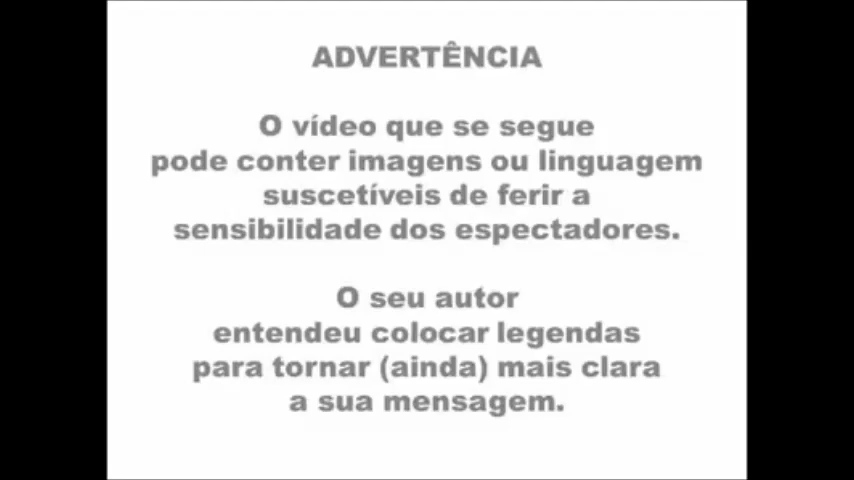 ADVERTÊNCIA
O vídeo que se segue
pode conter imagens ou linguagem
suscetíveis de ferir a
sensibilidade dos espectadores.
O seu autor
entendeu colocar legendas
para tornar (ainda) mais clara
a sua mensagem.